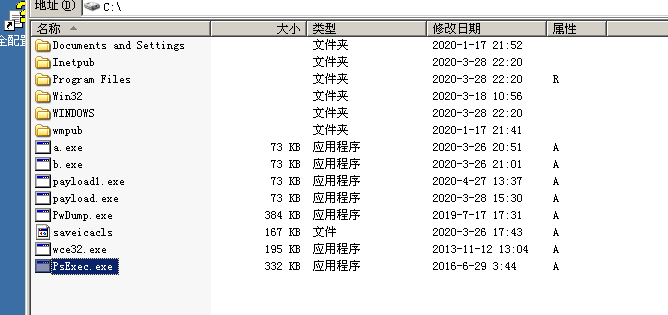 地址(D) C:\
全配置
名称 大小 类型 修改日期 属性
Documents and Settings 文件夹 2020-1-17 21:52
Inetpub 文件夹 2020-3-28 22:20
Program Files 文件夹 2020-3-28 22:20 R
Win32 文件夹 2020-3-18 10:56
WINDOWS 文件夹 2020-3-28 22:20
wmpub 文件夹 2020-1-17 21:41
a.exe 73 KB 应用程序 2020-3-26 20:51 A
b.exe 73 KB 应用程序 2020-3-26 21:01 A
payload1.exe 73 KB 应用程序 2020-4-27 13:37 A
payload.exe 73 KB 应用程序 2020-3-28 15:30 A
PwDump.exe 384 KB 应用程序 2019-7-17 17:31 A
saveicacls 167 KB 文件 2020-3-26 17:43 A
wce32.exe 195 KB 应用程序 2013-11-12 13:04 A
PsExec.exe 332 KB 应用程序 2016-6-29 3:44 A